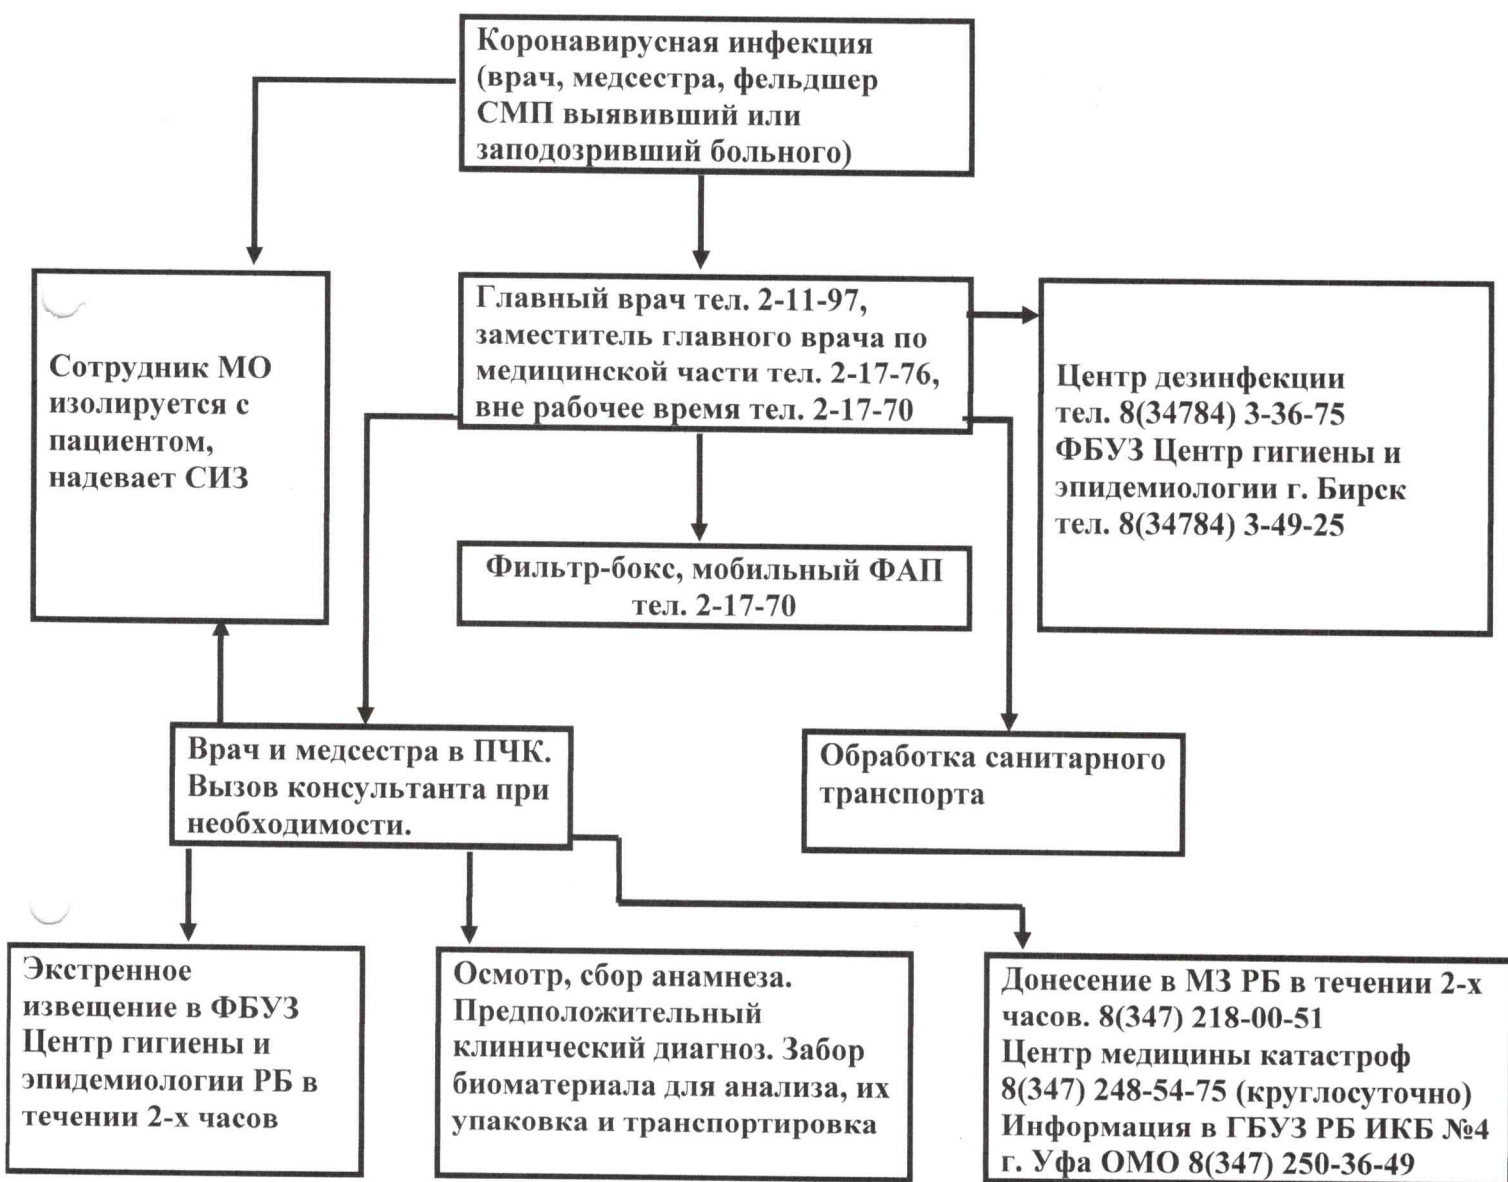 Коронавирусная инфекция
(врач, медсестра, фельдшер
СМП выявивший или
заподозривший больного)
Сотрудник МО
изолируется с
пациентом,
надевает СИЗ
Главный врач тел. 2-11-97,
заместитель главного врача по
медицинской части тел. 2-17-76,
вне рабочее время тел. 2-17-70
Центр дезинфекции
тел. 8(34784) 3-36-75
ФБУЗ Центр гигиены и
эпидемиологии г. Бирск
тел. 8(34784) 3-49-25
Фильтр-бокс, мобильный ФАП
тел. 2-17-70
Врач и медсестра в ПЧК.
Вызов консультанта при
необходимости.
Обработка санитарного
транспорта
Экстренное
извещение в ФБУЗ
Центр гигиены и
эпидемиологии РБ в
течении 2-х часов
Осмотр, сбор анамнеза.
Предположительный
клинический диагноз. Забор
биоматериала для анализа, их
упаковка и транспортировка
Донесение в МЗ РБ в течении 2-х
часов. 8(347) 218-00-51
Центр медицины катастроф
8(347) 248-54-75 (круглосуточно)
Информация в ГБУЗ РБ ИКБ №4
г. Уфа ОМО 8(347) 250-36-49